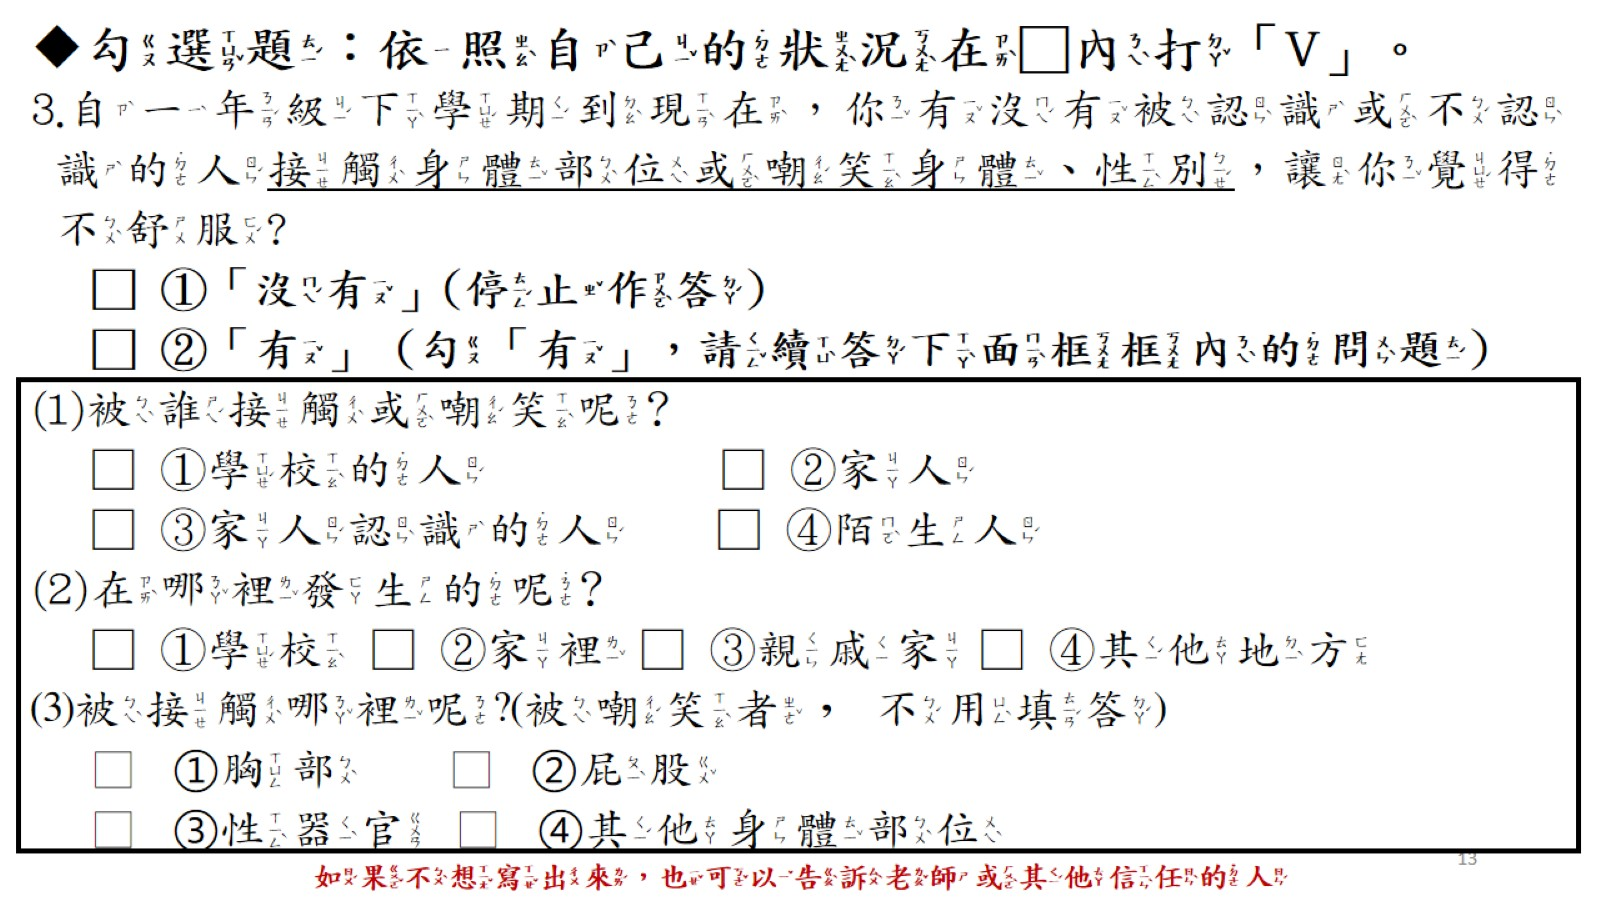 ◆勾選題：依照自己的狀況在□內打「V」。
3.自一年級下學期到現在，你有沒有被認識或不認
識的人接觸身體部位或嘲笑身體、性別，讓你覺得
不舒服?
□ ①「沒有」(停止作答)
□ ②「有」（勾「有」，請續答下面框框內的問題)
(1)被誰接觸或嘲笑呢?
□ ①學校的人 □ ②家人
□ ③家人認識的人 □ ④陌生人
(2)在哪裡發生的呢?
□ ①學校 □ ②家裡 □ ③親戚家 □ ④其他地方
(3)被接觸哪裡呢?(被嘲笑者，不用填答)
□ ①胸部 □ ②屁股
□ ③性器官 □ ④其他身體部位
13
如果不想寫出來，也可以告訴老師或其他信任的人